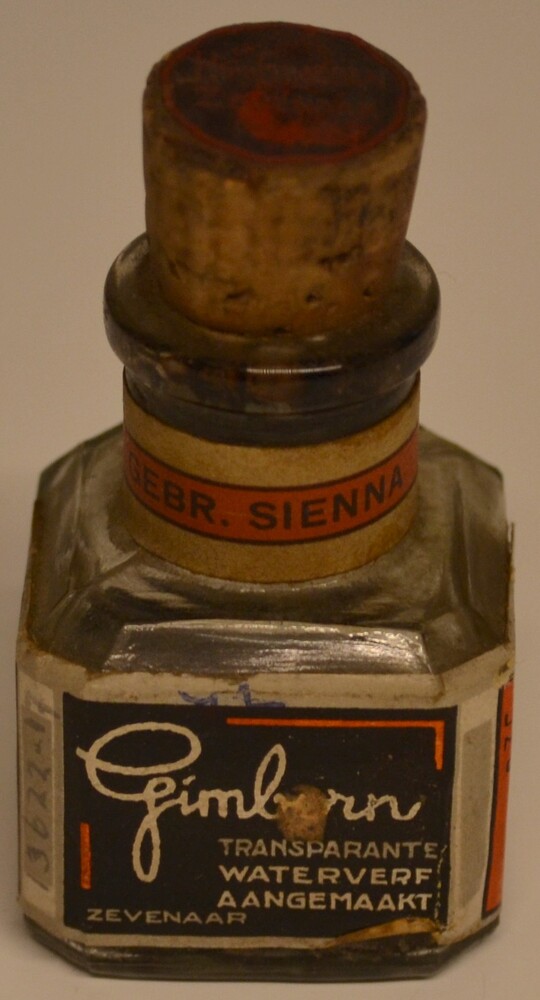 GEBR. SIENNA
Gimborn
TRANSPARANTE
WATERVERF
AANGEMAAKT
ZEVENAAR